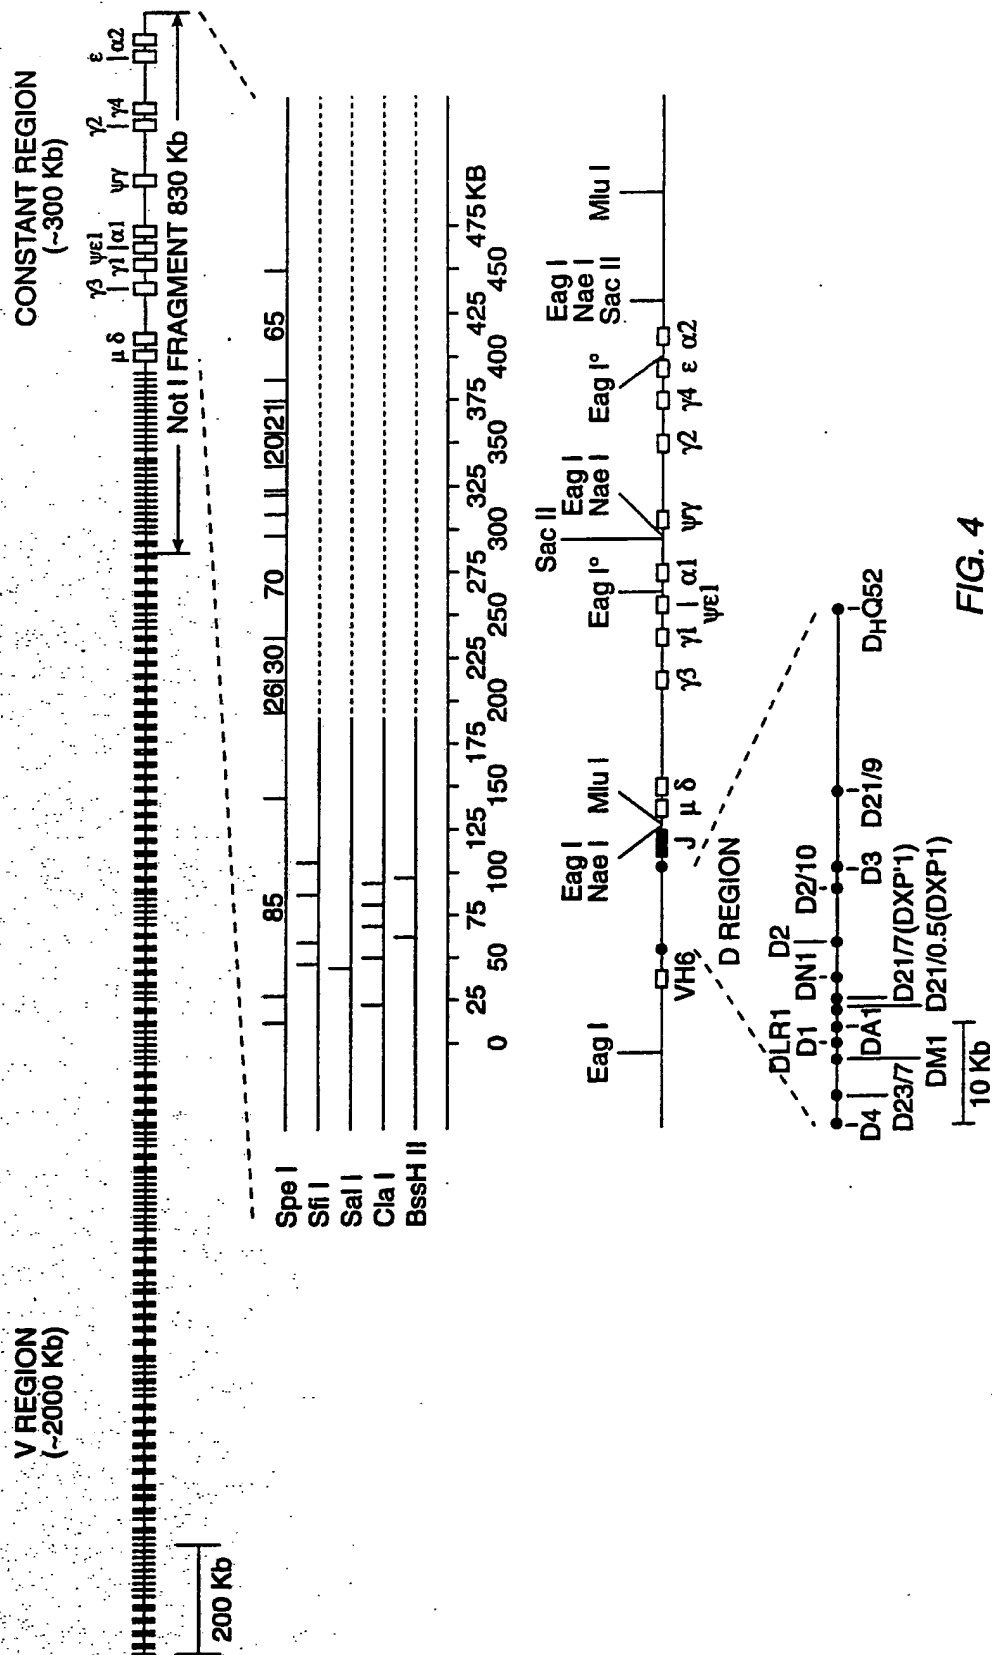 V REGION
(~2000 Kb)
CONSTANT REGION
(~300 Kb)
μ δ γ3 γ1 ψε1 α1 ψγ γ2 γ4 ε α2
200 Kb
Not I FRAGMENT 830 Kb
Spe I 85 26 30 70 20 21 65
Sfi I
Sal I
Cla I
BssH II
0 25 50 75 100 125 150 175 200 225 250 275 300 325 350 375 400 425 450 475 KB
Eag I
Eag I
Nae I
Mlu I
Eag I°
Sac II
Eag I
Nae I
Eag I°
Eag I
Nae I
Sac II
Mlu I
VH6 J μ δ γ3 γ1 ψε1 α1 ψγ γ2 γ4 ε α2
D REGION
DLR1
D1
DN1
D2
D2/10
D4
D23/7
DM1
DA1
D21/7(DXP'1)
D21/0.5(DXP1)
D3
D21/9
DHQ52
10 Kb
FIG. 4